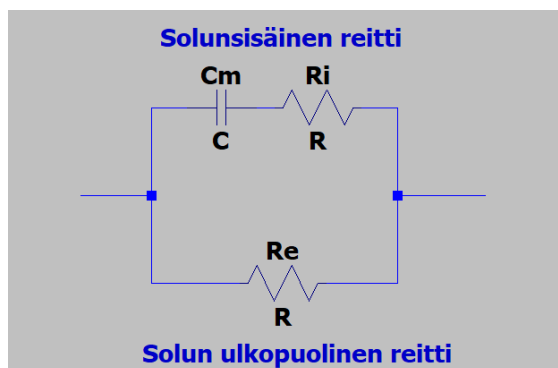 Solunsisäinen reitti
Cm Ri
C R
Re
R
Solun ulkopuolinen reitti